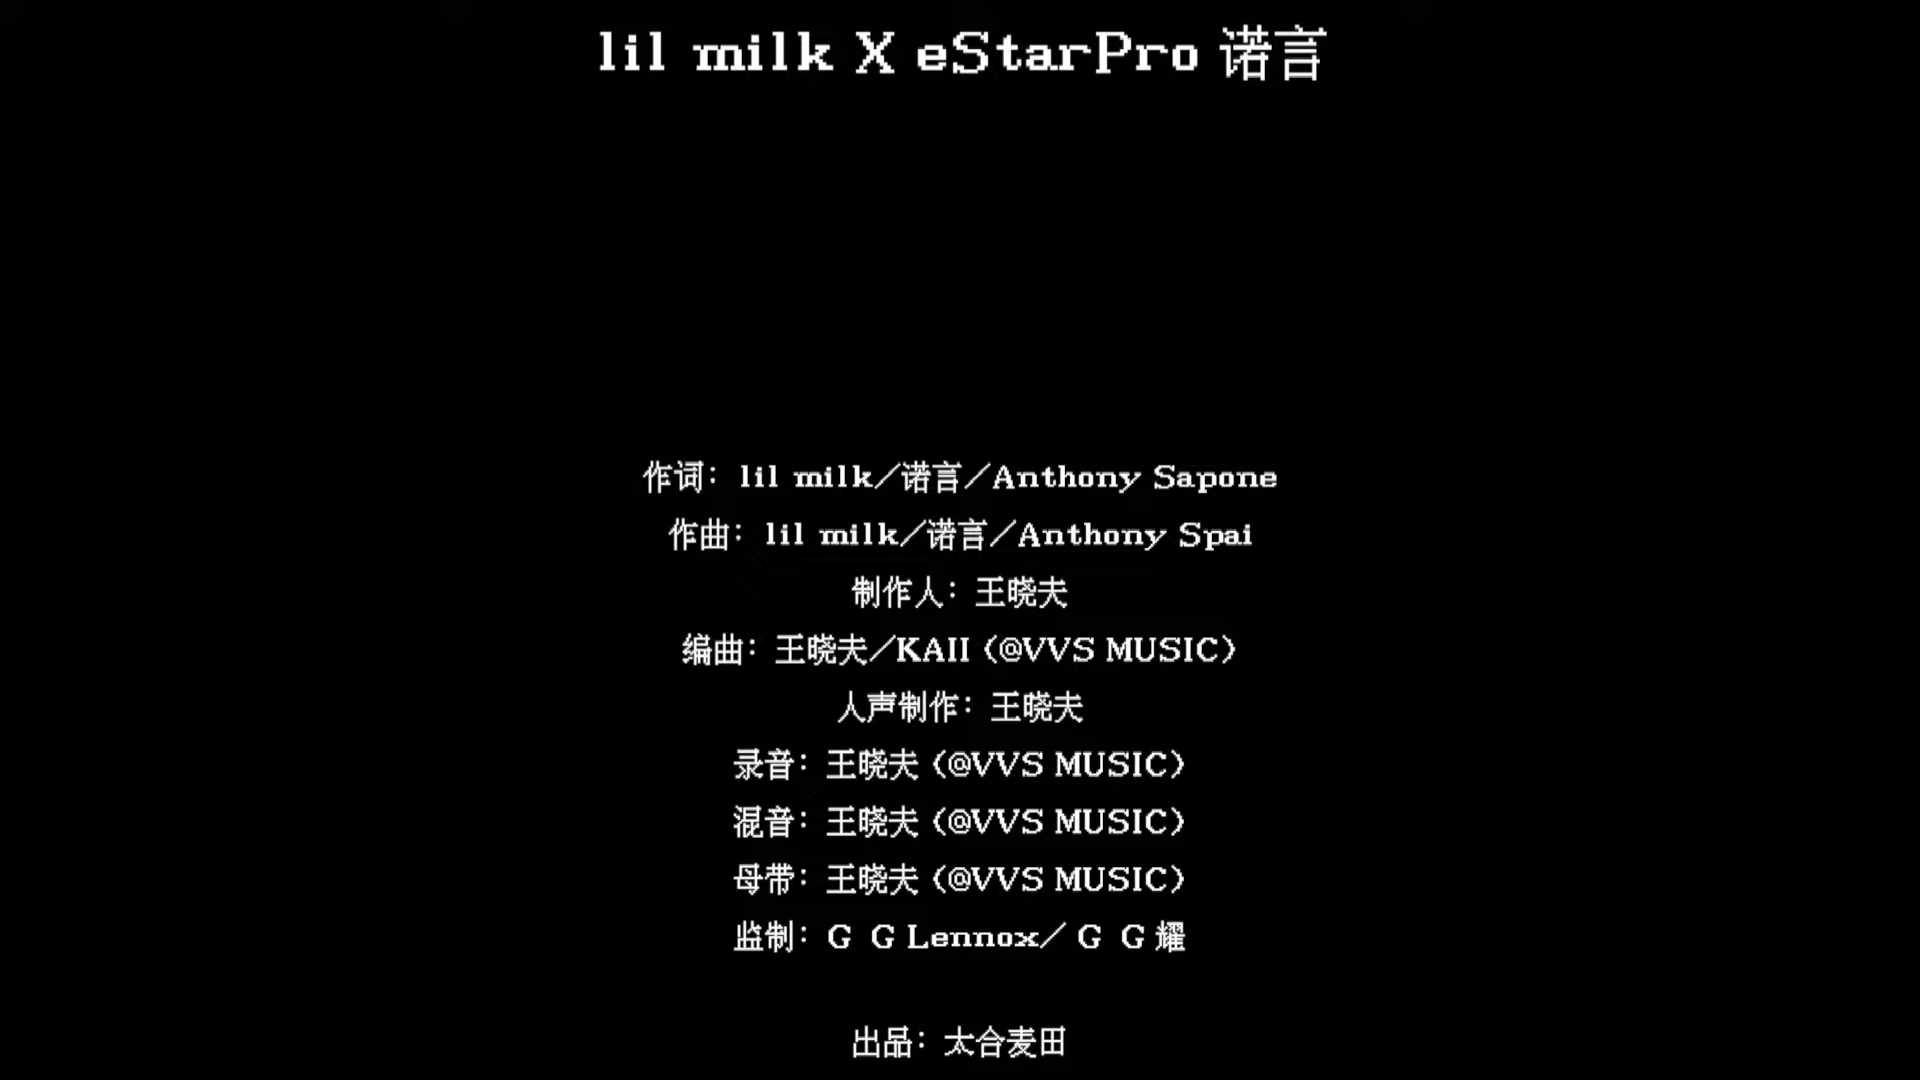 lil milk X eStarPro 诺言
作词：lil milk／诺言／Anthony Sapone
作曲：lil milk／诺言／Anthony Spai
制作人：王晓夫
编曲：王晓夫／KAII（@VVS MUSIC）
人声制作：王晓夫
录音：王晓夫（@VVS MUSIC）
混音：王晓夫（@VVS MUSIC）
母带：王晓夫（@VVS MUSIC）
监制：G G Lennox／G G 耀
出品：太合麦田